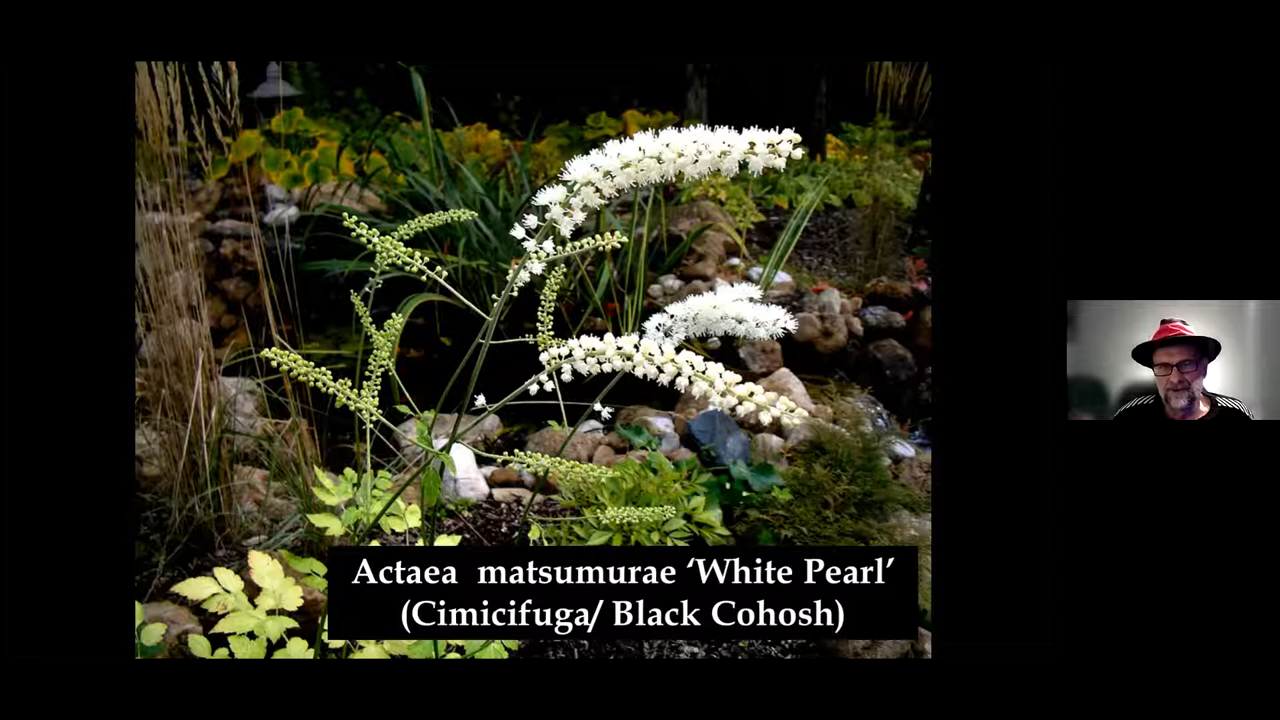 Actaea matsumurae ‘White Pearl’
(Cimicifuga/ Black Cohosh)